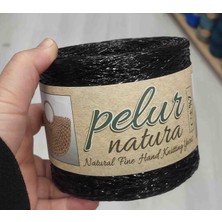 pelur
natura
Natural Fine Hand Knitting Yarn